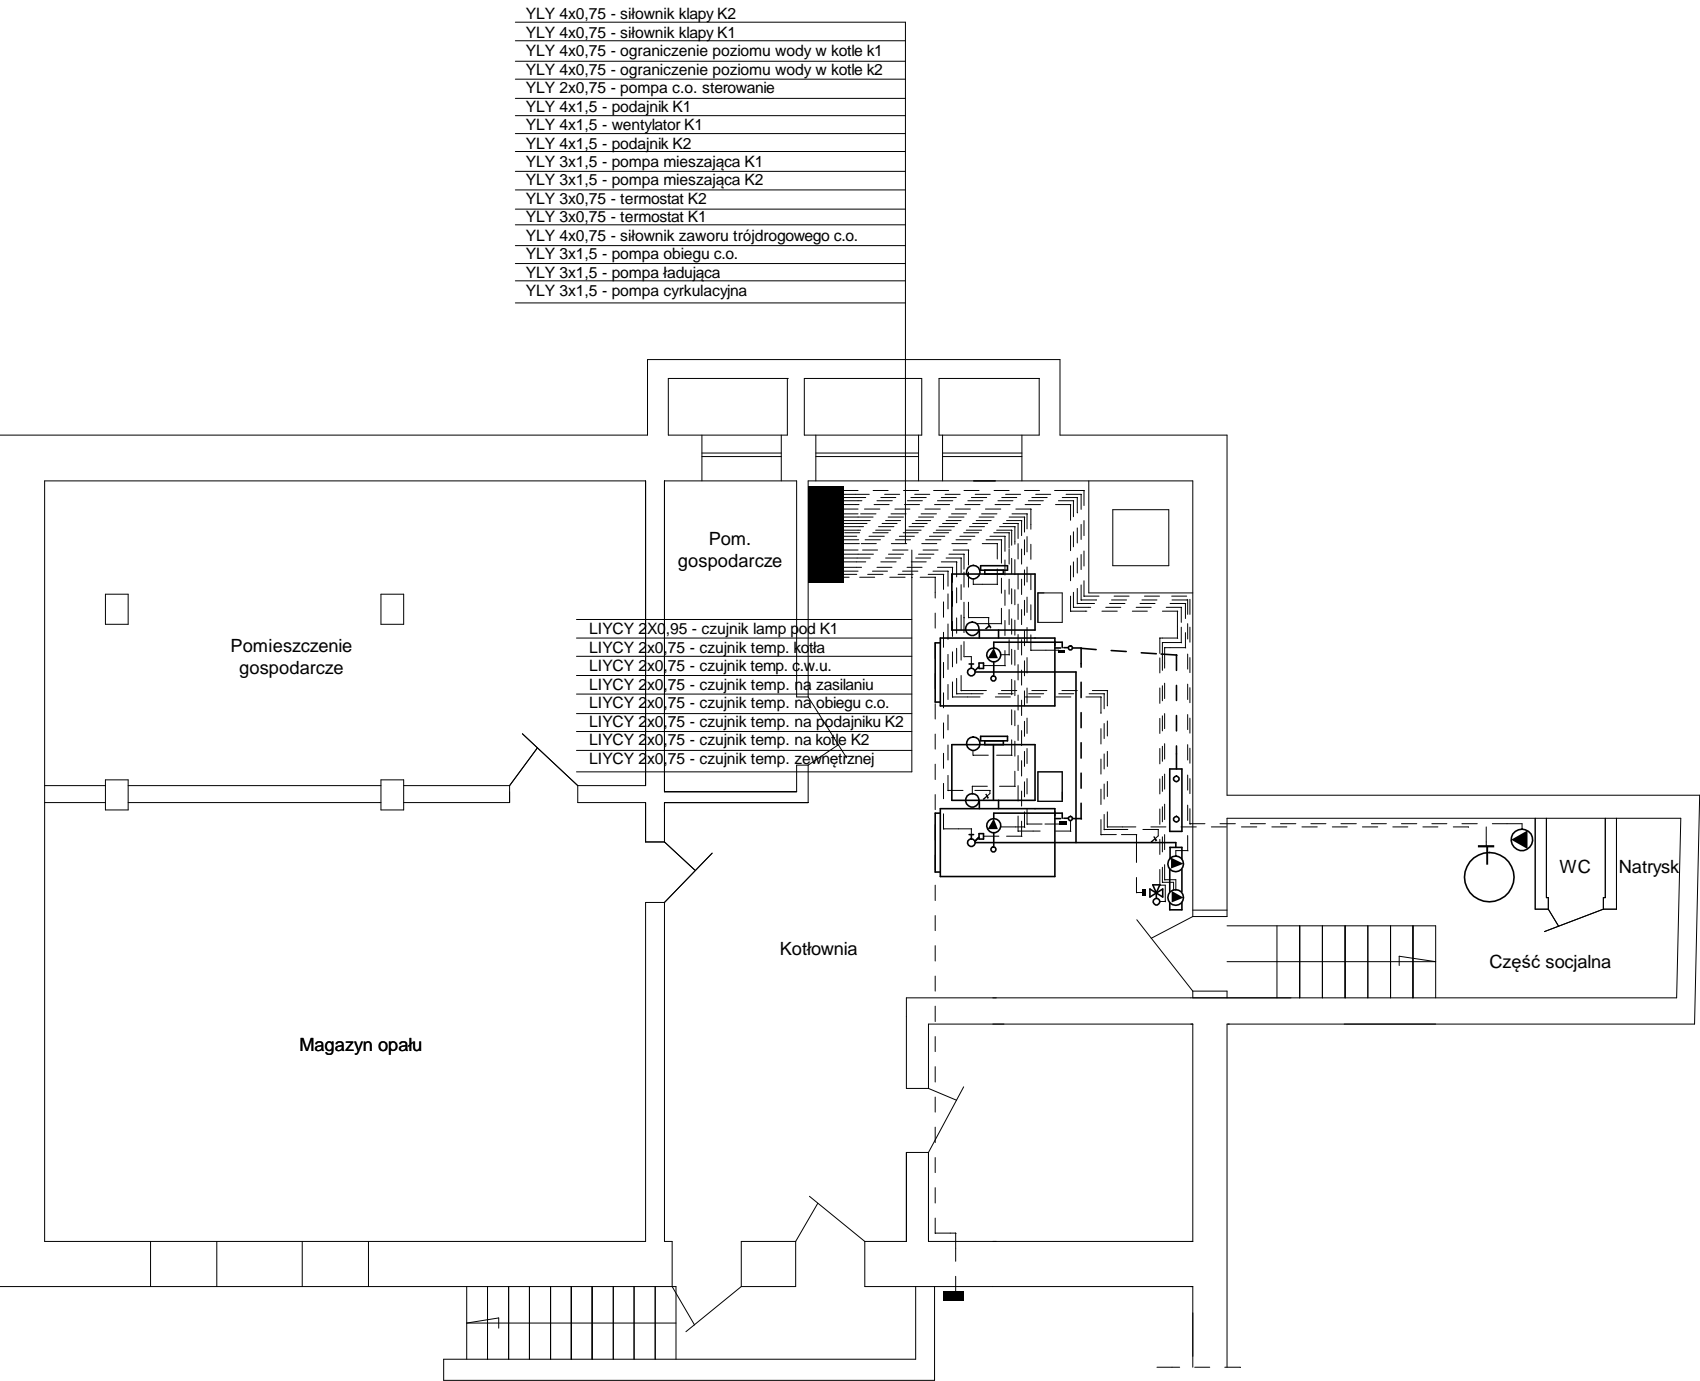 YLY 4x0,75 - siłownik klapy K2
YLY 4x0,75 - siłownik klapy K1
YLY 4x0,75 - ograniczenie poziomu wody w kotle k1
YLY 4x0,75 - ograniczenie poziomu wody w kotle k2
YLY 2x0,75 - pompa c.o. sterowanie
YLY 4x1,5 - podajnik K1
YLY 4x1,5 - wentylator K1
YLY 4x1,5 - podajnik K2
YLY 3x1,5 - pompa mieszająca K1
YLY 3x1,5 - pompa mieszająca K2
YLY 3x0,75 - termostat K2
YLY 3x0,75 - termostat K1
YLY 4x0,75 - siłownik zaworu trójdrogowego c.o.
YLY 3x1,5 - pompa obiegu c.o.
YLY 3x1,5 - pompa ładująca
YLY 3x1,5 - pompa cyrkulacyjna
Pom.
gospodarcze
Pomieszczenie
gospodarcze
LIYCY 2X0,95 - czujnik lamp pod K1
LIYCY 2x0,75 - czujnik temp. kotła
LIYCY 2x0,75 - czujnik temp. c.w.u.
LIYCY 2x0,75 - czujnik temp. na zasilaniu
LIYCY 2x0,75 - czujnik temp. na obiegu c.o.
LIYCY 2x0,75 - czujnik temp. na podajniku K2
LIYCY 2x0,75 - czujnik temp. na kotle K2
LIYCY 2x0,75 - czujnik temp. zewnętrznej
WC
Natrysk
Kotłownia
Część socjalna
Magazyn opału